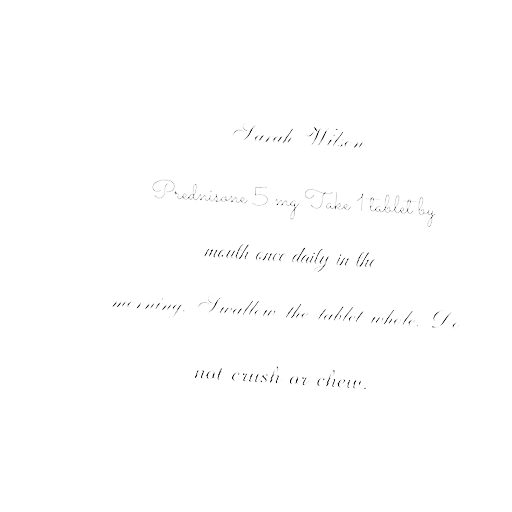 Sarah Wilson
Prednisone 5 mg Take 1 tablet by
mouth once daily in the
morning. Swallow the tablet whole. Do
not crush or chew.